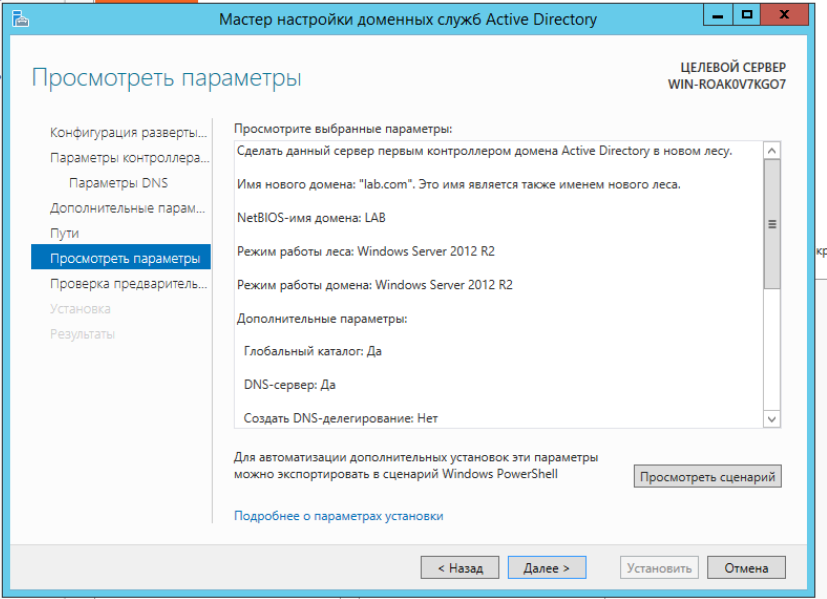 Мастер настройки доменных служб Active Directory
Просмотреть параметры
ЦЕЛЕВОЙ СЕРВЕР
WIN-ROAK0V7KGO7
Конфигурация разверты...
Параметры контроллера...
Параметры DNS
Дополнительные парам...
Пути
Просмотреть параметры
Проверка предваритель...
Установка
Результаты
Просмотрите выбранные параметры:
Сделать данный сервер первым контроллером домена Active Directory в новом лесу.
Имя нового домена: "lab.com". Это имя является также именем нового леса.
NetBIOS-имя домена: LAB
Режим работы леса: Windows Server 2012 R2
Режим работы домена: Windows Server 2012 R2
Дополнительные параметры:
Глобальный каталог: Да
DNS-сервер: Да
Создать DNS-делегирование: Нет
Для автоматизации дополнительных установок эти параметры
можно экспортировать в сценарий Windows PowerShell
Просмотреть сценарий
Подробнее о параметрах установки
< Назад
Далее >
Установить
Отмена